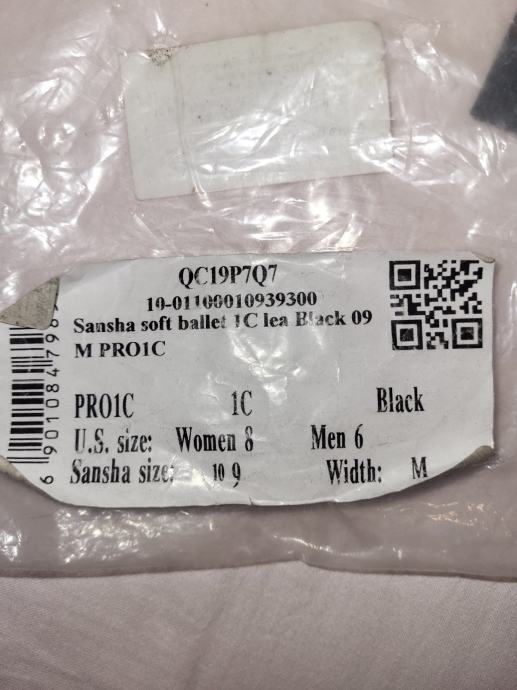 QC19P7Q7
10-01100010939300
Sansha soft ballet 1C lea Black 09
M PRO1C
PRO1C 1C Black
U.S. size: Women 8 Men 6
Sansha size: 10 9 Width: M